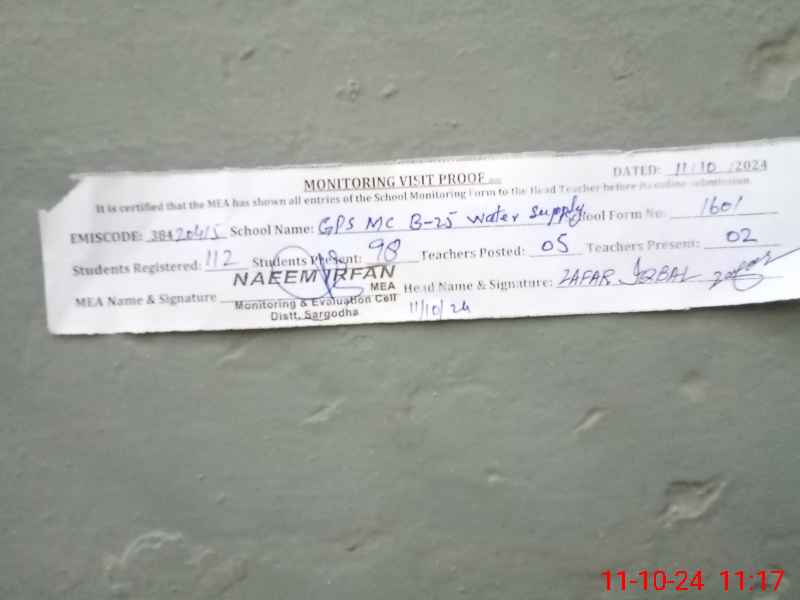 MONITORING VISIT PROOF
DATED: 11/10/2024
It is certified that the MEA has shown all entries of the School Monitoring Form to the Head Teacher before its online submission
EMISCODE: 38420415 School Name: GPS MC B-25 Water Supply School Form No: 1601
Students Registered: 112 Students Present: 98 Teachers Posted: 05 Teachers Present: 02
MEA Name & Signature NAEEM IRFAN Head Name & Signature: ZAFAR IQBAL
MEA
Monitoring & Evaluation Cell
Distt. Sargodha
11/10/24
11-10-24 11:17